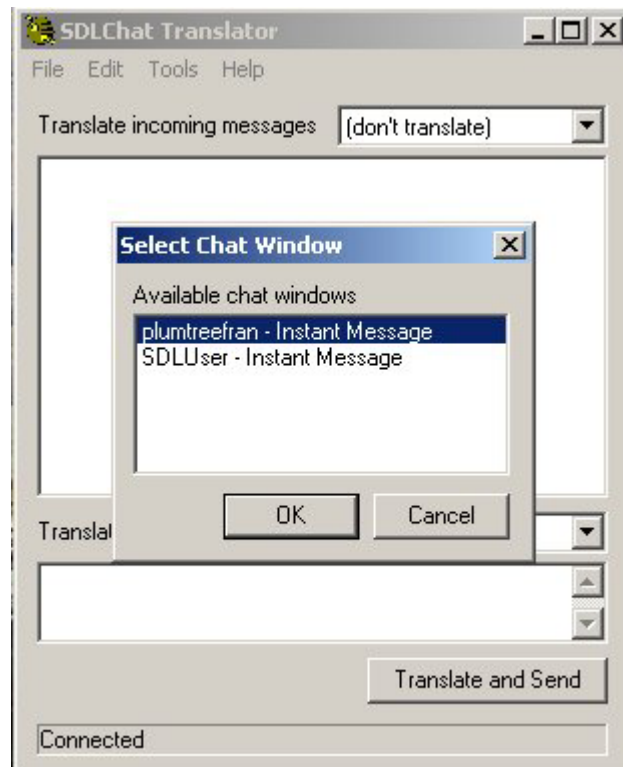 SDLChat Translator
File Edit Tools Help
Translate incoming messages (don't translate)
Select Chat Window
Available chat windows
plumtreefran - Instant Message
SDLUser - Instant Message
OK Cancel
Translat
Translate and Send
Connected